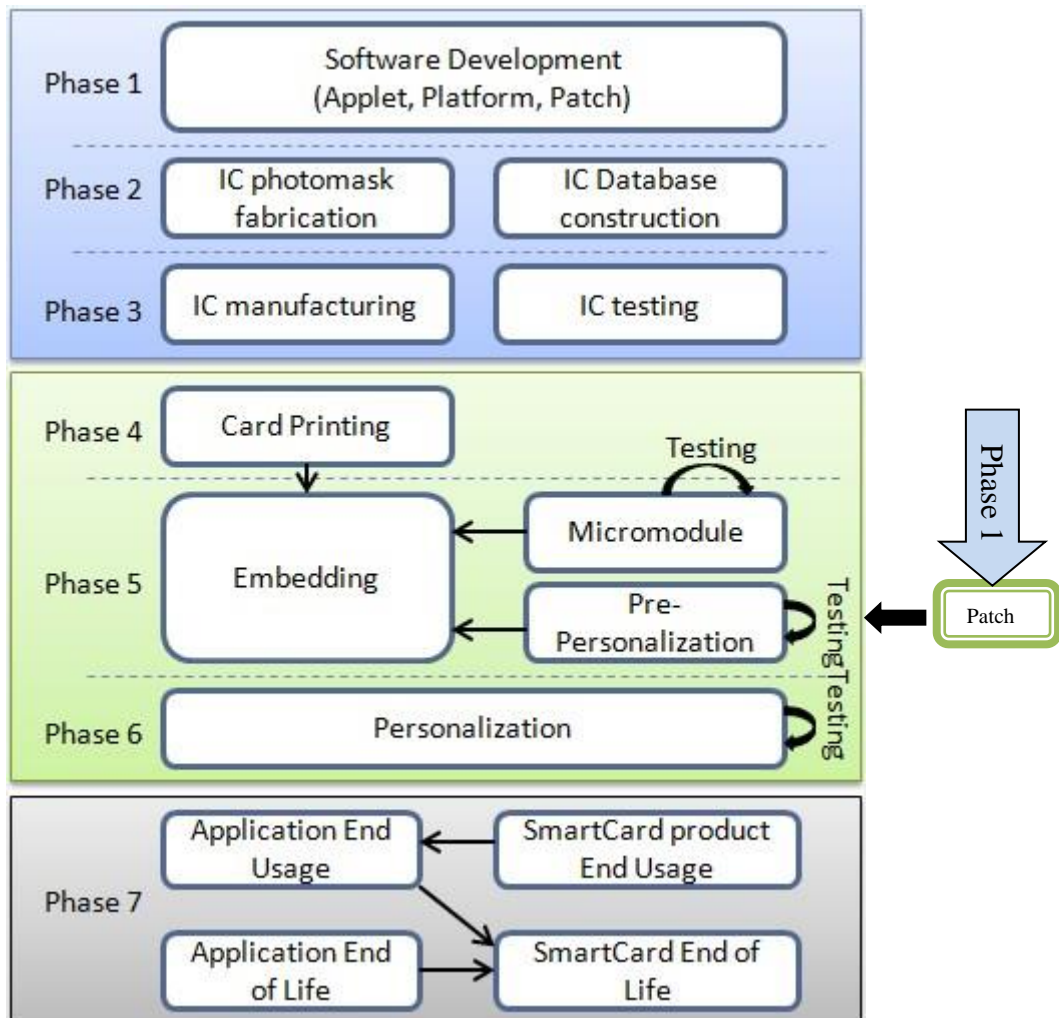 Phase 1
Software Development
(Applet, Platform, Patch)
Phase 2
IC photomask
fabrication
IC Database
construction
Phase 3
IC manufacturing
IC testing
Phase 4
Card Printing
Testing
Phase 5
Embedding
Micromodule
Pre-
Personalization
Testing
Phase 1
Patch
Phase 6
Personalization
Testing
Phase 7
Application End
Usage
SmartCard product
End Usage
Application End
of Life
SmartCard End of
Life